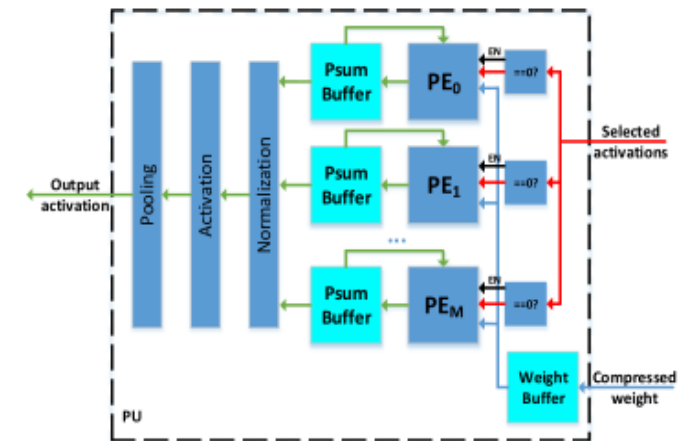 Psum
Buffer
PE0
EN
==0?
Selected
activations
Psum
Buffer
PE1
EN
==0?
Output
activation
Pooling
Activation
Normalization
...
Psum
Buffer
PEM
EN
==0?
Weight
Buffer
Compressed
weight
PU